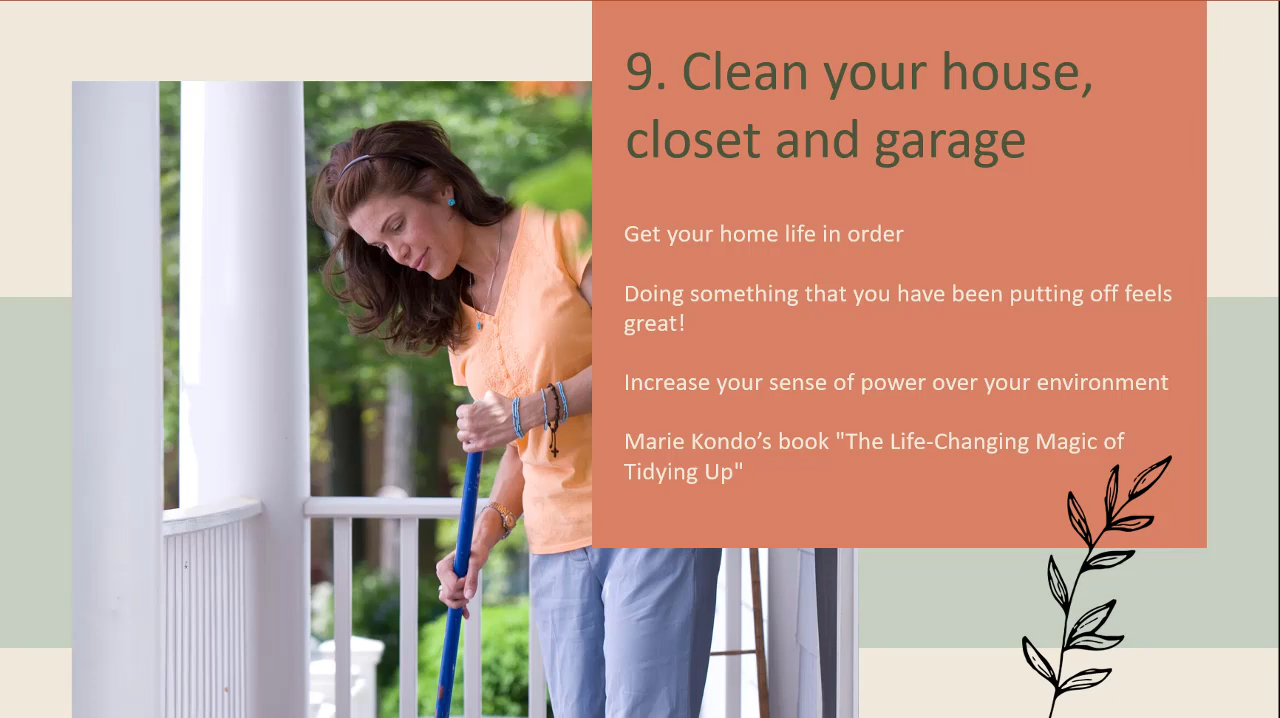 9. Clean your house,
closet and garage
Get your home life in order
Doing something that you have been putting off feels
great!
Increase your sense of power over your environment
Marie Kondo’s book "The Life-Changing Magic of
Tidying Up"